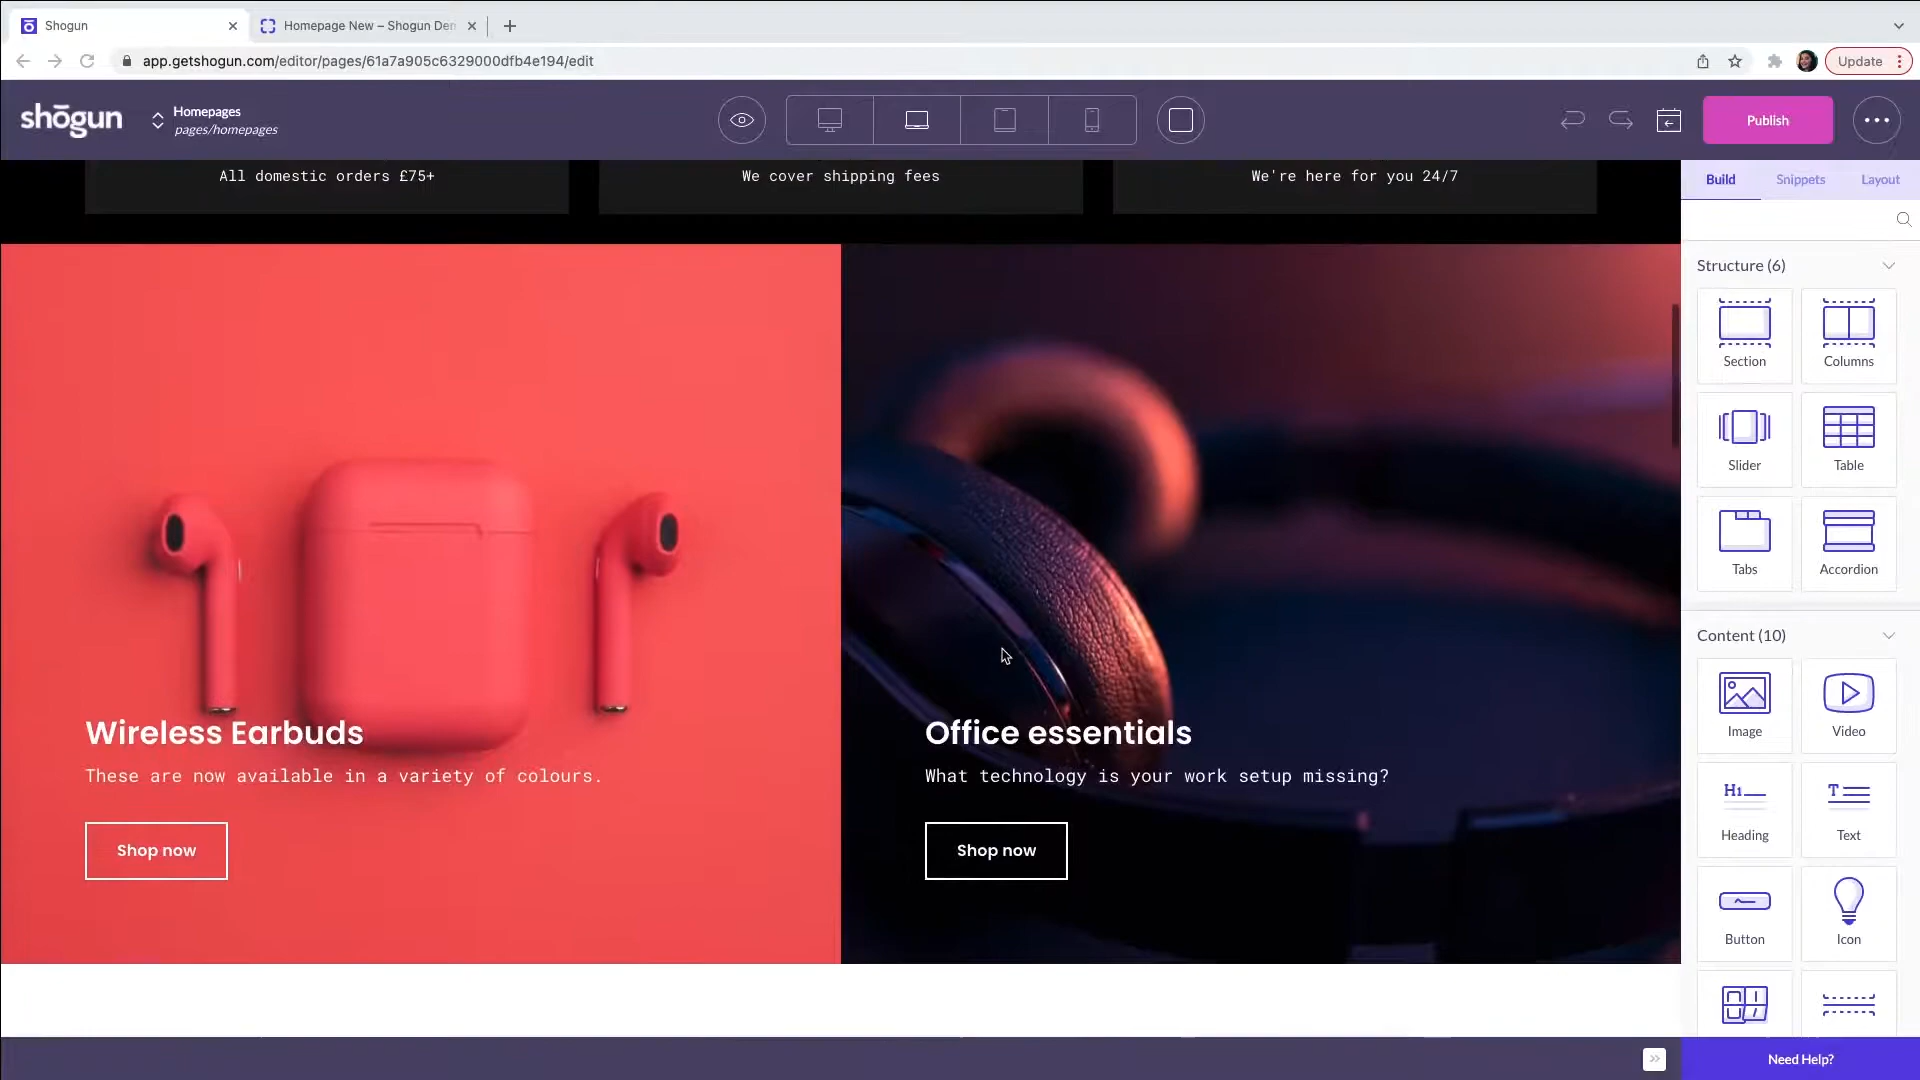 Shogun
Homepage New – Shogun Der
app.getshogun.com/editor/pages/61a7a905c6329000dfb4e194/edit
Update
shōgun
Homepages
pages/homepages
Publish
All domestic orders £75+
We cover shipping fees
We're here for you 24/7
Build
Snippets
Layout
Structure (6)
Section
Columns
Slider
Table
Tabs
Accordion
Content (10)
Image
Video
H1
Heading
T
Text
Button
Icon
Wireless Earbuds
These are now available in a variety of colours.
Shop now
Office essentials
What technology is your work setup missing?
Shop now
Need Help?